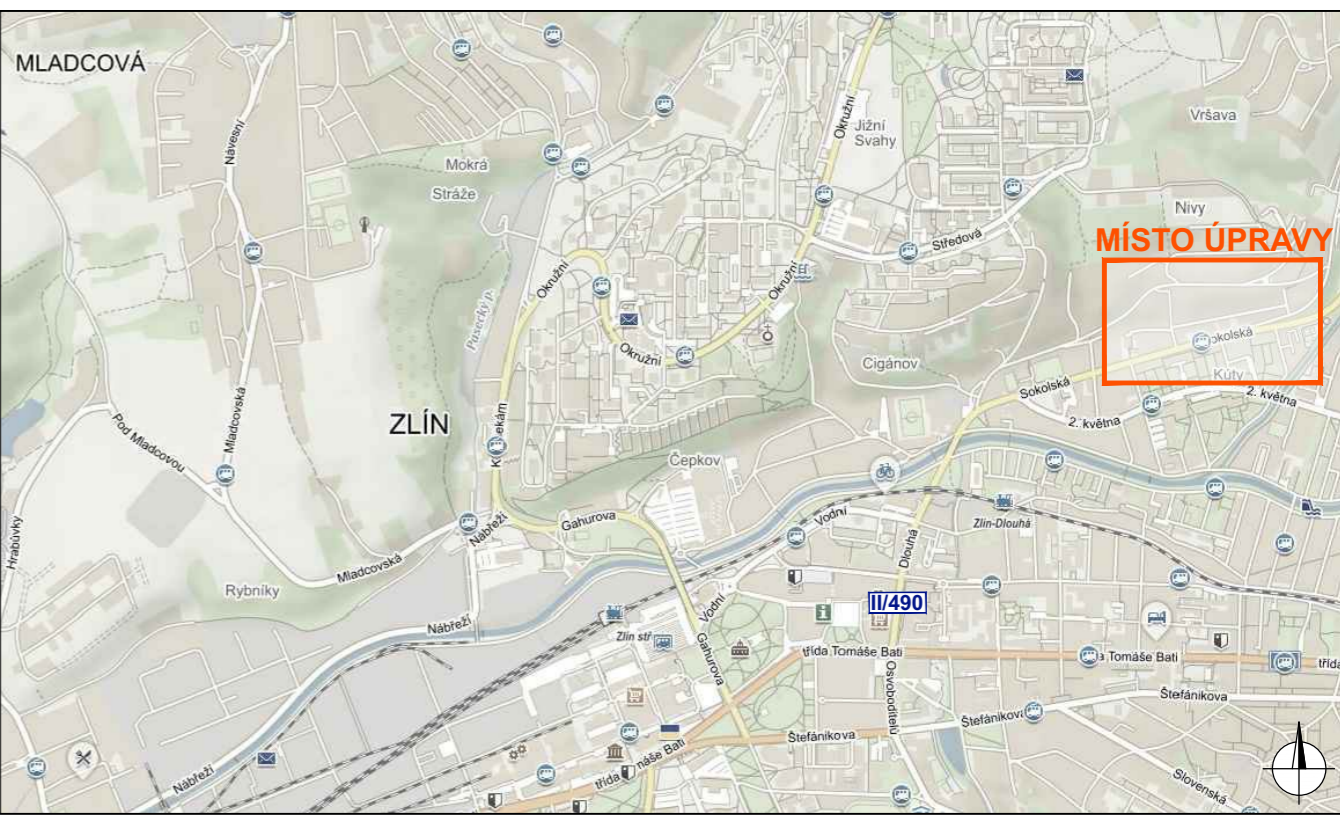 MLADCOVÁ
Návesní
Mokrá
Stráže
Okružní
Jižní
Svahy
Vršava
Nivy
MÍSTO ÚPRAVY
Středová
Pasecký p.
Okružní
Okružní
Okružní
Cigánov
Sokolská
Kúty
Sokolská
2. května
2. května
Pod Mladcovou
Mladcovská
ZLÍN
Čepkov
Hrabůvky
Nábřeží
Gahurova
Vodní
Zlín-Dlouhá
Dlouhá
Mladcovská
Rybníky
Nábřeží
II/490
Vodní
Zlín stř
Gahurova
třída Tomáše Bati
a Tomáše Bati
tříd
Osvoboditelů
Štefánikova
Štefánikova
Štefánikova
třída
máše Bati
Nábřeží
Slovenská